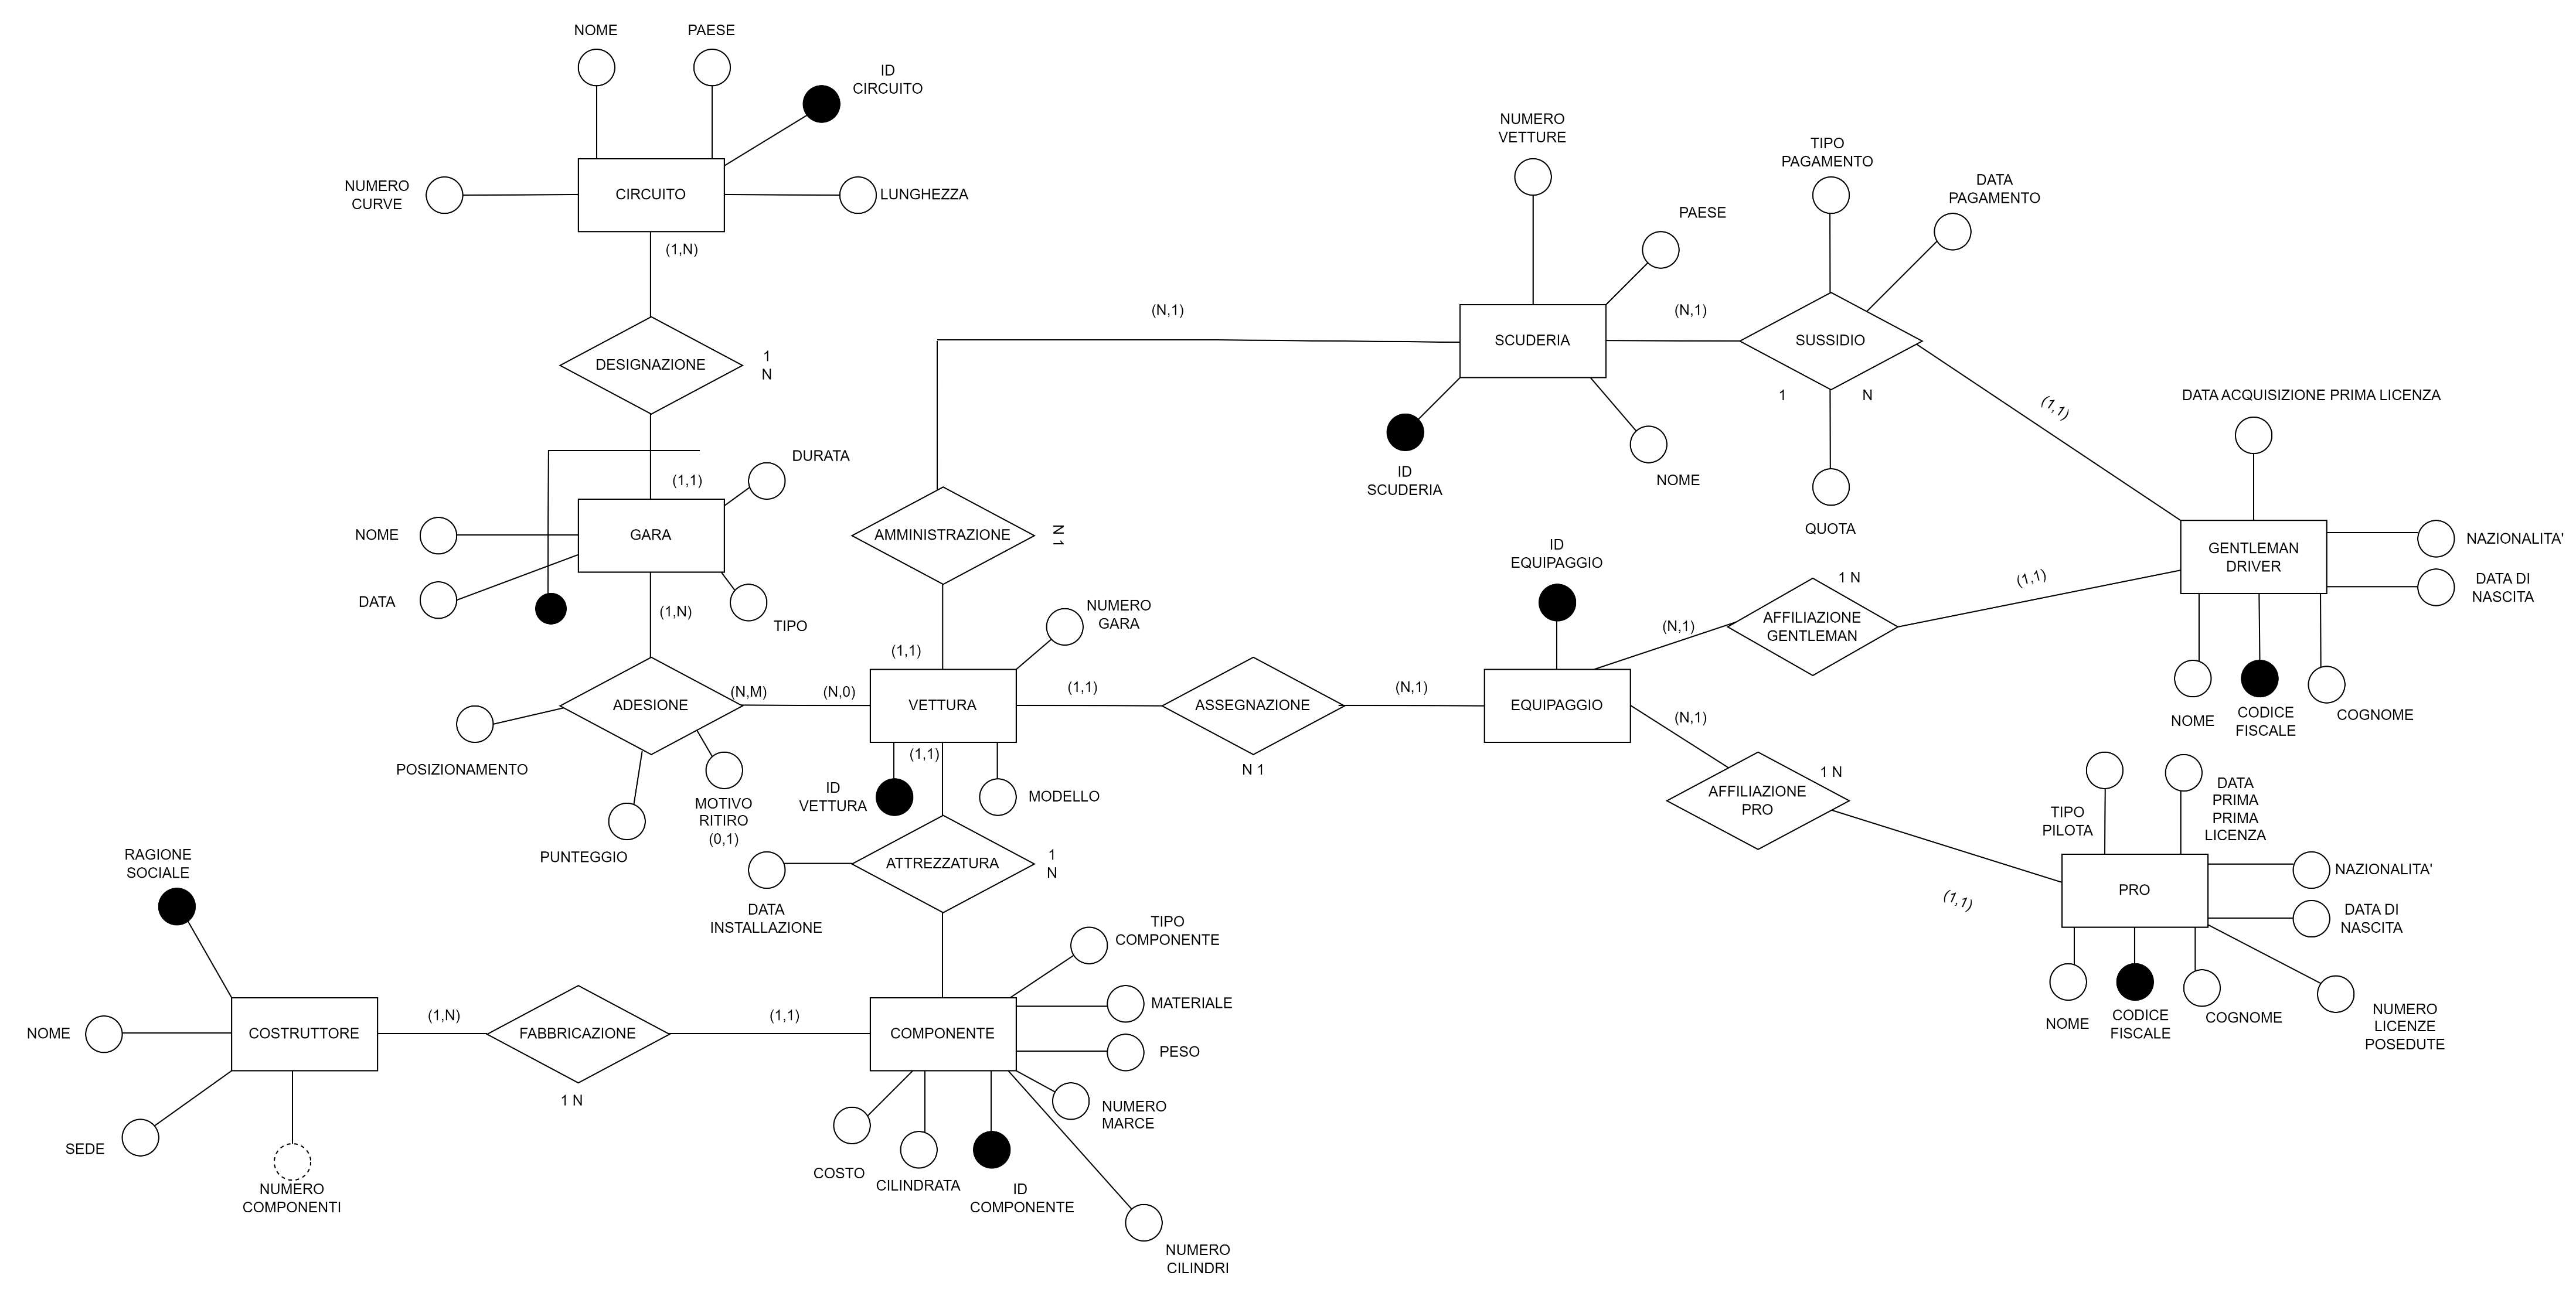 NOME
PAESE
ID
CIRCUITO
NUMERO
CURVE
CIRCUITO
LUNGHEZZA
(1,N)
DESIGNAZIONE
1
N
(1,1)
DURATA
NOME
GARA
DATA
TIPO
(1,N)
ADESIONE
(N,M)
(N,0)
POSIZIONAMENTO
PUNTEGGIO
MOTIVO
RITIRO
(0,1)
NUMERO
VETTURE
PAESE
(N,1)
SCUDERIA
ID
SCUDERIA
NOME
(N,1)
TIPO
PAGAMENTO
DATA
PAGAMENTO
SUSSIDIO
1
N
QUOTA
(1,1)
DATA ACQUISIZIONE PRIMA LICENZA
GENTLEMAN
DRIVER
NAZIONALITA'
DATA DI
NASCITA
NOME
CODICE
FISCALE
COGNOME
AMMINISTRAZIONE
N 1
(1,1)
NUMERO
GARA
VETTURA
(1,1)
ID
VETTURA
MODELLO
(1,1)
ASSEGNAZIONE
N 1
(N,1)
ID
EQUIPAGGIO
EQUIPAGGIO
(N,1)
AFFILIAZIONE
GENTLEMAN
1 N
(1,1)
(N,1)
AFFILIAZIONE
PRO
1 N
(1,1)
TIPO
PILOTA
DATA
PRIMA
PRIMA
LICENZA
PRO
NAZIONALITA'
DATA DI
NASCITA
NOME
CODICE
FISCALE
COGNOME
NUMERO
LICENZE
POSEDUTE
ATTREZZATURA
1
N
DATA
INSTALLAZIONE
RAGIONE
SOCIALE
NOME
COSTRUTTORE
SEDE
NUMERO
COMPONENTI
(1,N)
FABBRICAZIONE
1 N
(1,1)
COMPONENTE
TIPO
COMPONENTE
MATERIALE
PESO
NUMERO
MARCE
COSTO
CILINDRATA
ID
COMPONENTE
NUMERO
CILINDRI